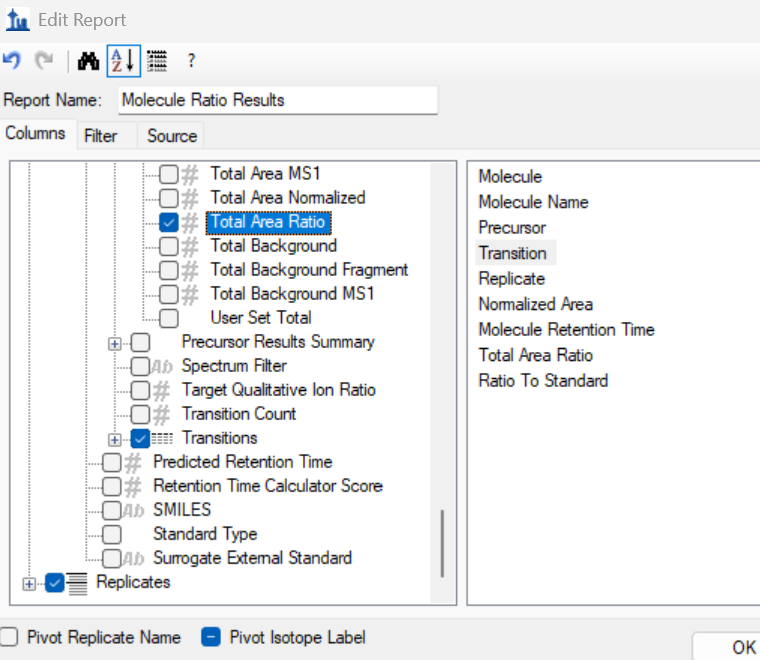 Edit Report
A Z ?
Report Name: Molecule Ratio Results
Columns Filter Source
# Total Area MS1
# Total Area Normalized
# Total Area Ratio
# Total Background
# Total Background Fragment
# Total Background MS1
User Set Total
Precursor Results Summary
Ab Spectrum Filter
# Target Qualitative Ion Ratio
# Transition Count
Transitions
# Predicted Retention Time
# Retention Time Calculator Score
Ab SMILES
Standard Type
Ab Surrogate External Standard
Replicates
Molecule
Molecule Name
Precursor
Transition
Replicate
Normalized Area
Molecule Retention Time
Total Area Ratio
Ratio To Standard
Pivot Replicate Name Pivot Isotope Label
OK